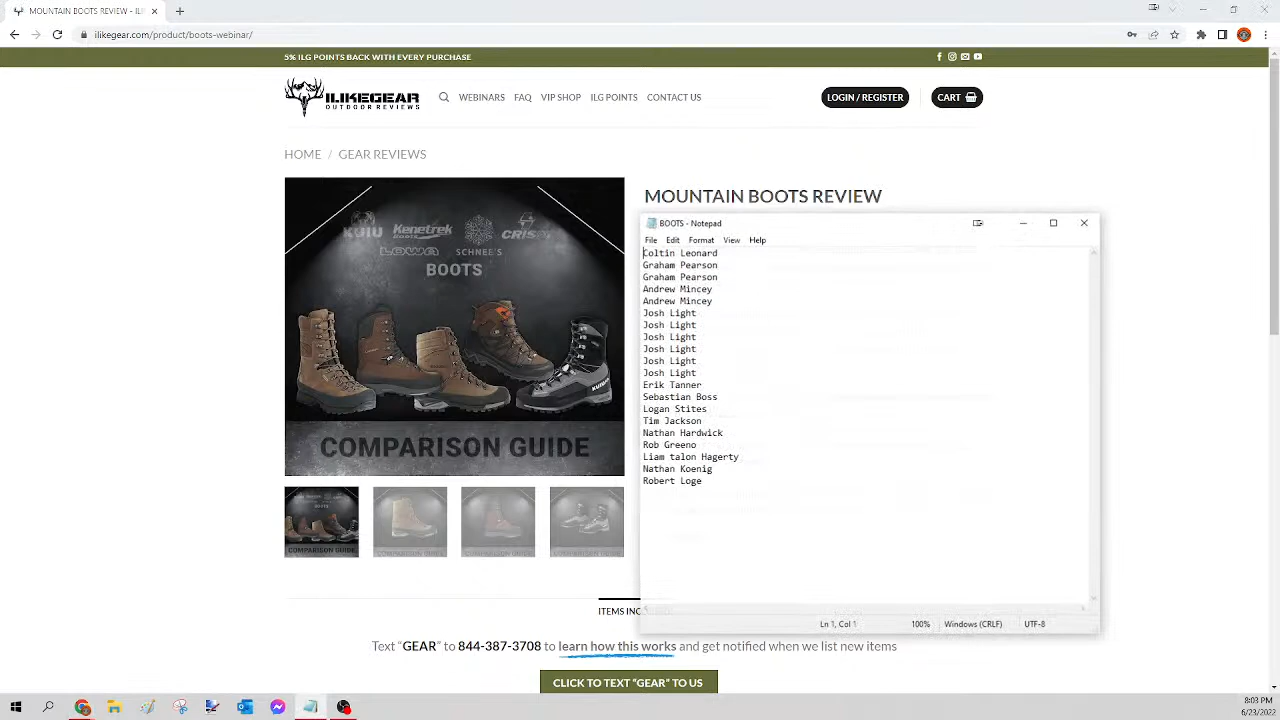 MOUNTAIN BOOTS REVIEW - ILI
ilikegear.com/product/boots-webinar/
5% ILG POINTS BACK WITH EVERY PURCHASE
ILIKEGEAR
OUTDOOR REVIEWS
WEBINARS
FAQ
VIP SHOP
ILG POINTS
CONTACT US
LOGIN / REGISTER
CART
HOME / GEAR REVIEWS
KUIU
Kenetrek
CRISPI
LOWA
SCHNEE'S
BOOTS
COMPARISON GUIDE
COMPARISON GUIDE
MOUNTAIN BOOTS REVIEW
BOOTS - Notepad
File Edit Format View Help
Coltin Leonard
Graham Pearson
Graham Pearson
Andrew Mincey
Andrew Mincey
Josh Light
Josh Light
Josh Light
Josh Light
Josh Light
Josh Light
Erik Tanner
Sebastian Boss
Logan Stites
Tim Jackson
Nathan Hardwick
Rob Greeno
Liam talon Hagerty
Nathan Koenig
Robert Loge
Ln 1, Col 1
100%
Windows (CRLF)
UTF-8
ITEMS INC
Text “GEAR” to 844-387-3708 to learn how this works and get notified when we list new items
CLICK TO TEXT “GEAR” TO US
8:03 PM
6/23/2022